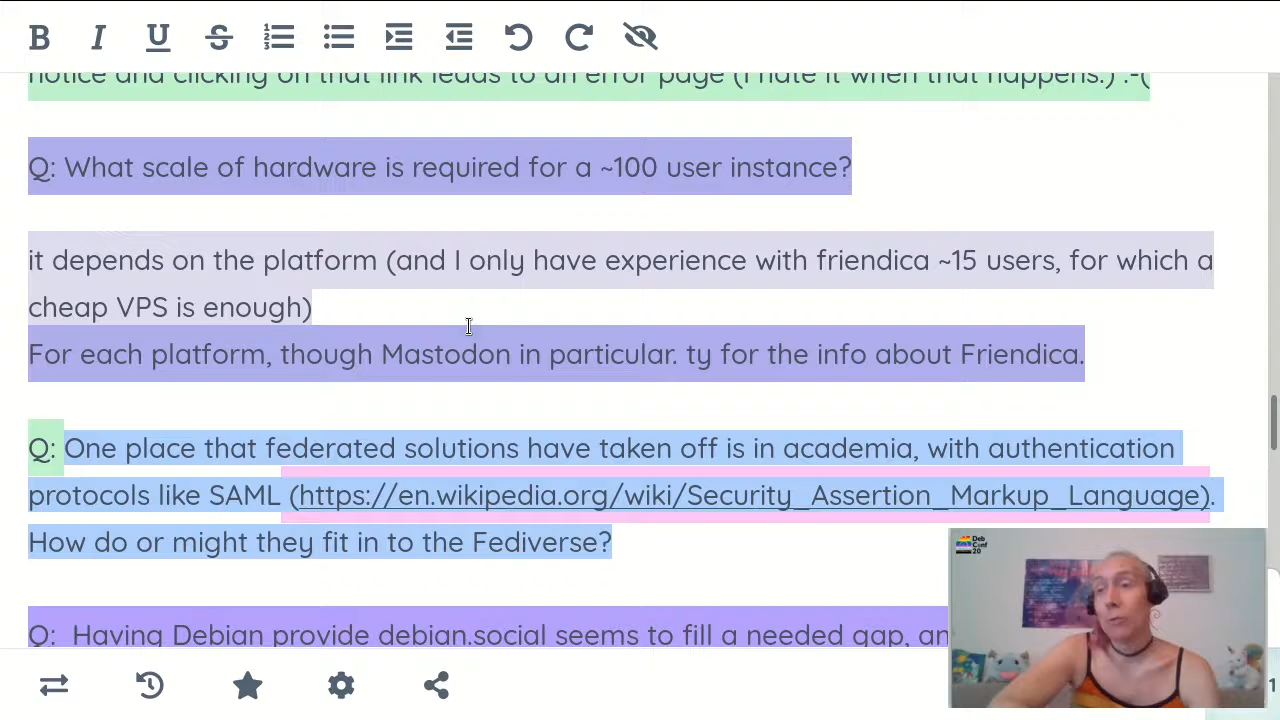 B I U S
notice and clicking on that link leads to an error page (I hate it when that happens.) :-(
Q: What scale of hardware is required for a ~100 user instance?
it depends on the platform (and I only have experience with friendica ~15 users, for which a
cheap VPS is enough)
For each platform, though Mastodon in particular. ty for the info about Friendica.
Q: One place that federated solutions have taken off is in academia, with authentication
protocols like SAML (https://en.wikipedia.org/wiki/Security_Assertion_Markup_Language).
How do or might they fit in to the Fediverse?
Q: Having Debian provide debian.social seems to fill a needed gap, an
Deb
Conf
20
1